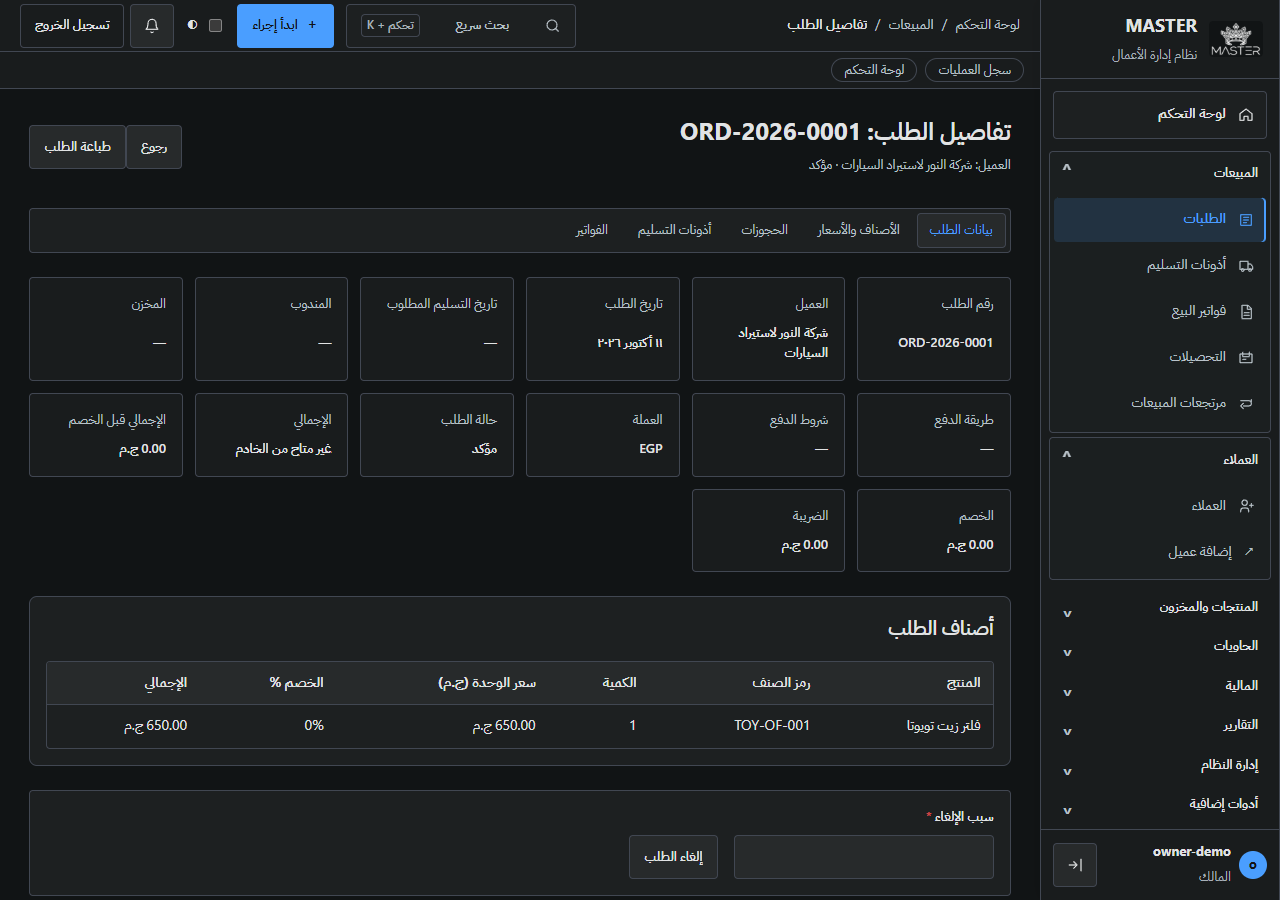 MASTER
MASTER
نظام إدارة الأعمال
لوحة التحكم
المبيعات
الطلبات
أذونات التسليم
فواتير البيع
التحصيلات
مرتجعات المبيعات
العملاء
العملاء
إضافة عميل
المنتجات والمخزون
الحاويات
المالية
التقارير
إدارة النظام
أدوات إضافية
o
owner-demo
المالك
لوحة التحكم / المبيعات / تفاصيل الطلب
بحث سريع تحكم + K
+ ابدأ إجراء
تسجيل الخروج
سجل العمليات
لوحة التحكم
تفاصيل الطلب: ORD-2026-0001
العميل: شركة النور لاستيراد السيارات · مؤكد
رجوع
طباعة الطلب
بيانات الطلب الأصناف والأسعار الحجوزات أذونات التسليم الفواتير
رقم الطلب
ORD-2026-0001
العميل
شركة النور لاستيراد
السيارات
تاريخ الطلب
١١ أكتوبر ٢٠٢٦
تاريخ التسليم المطلوب
—
المندوب
—
المخزن
—
طريقة الدفع
—
شروط الدفع
—
العملة
EGP
حالة الطلب
مؤكد
الإجمالي
غير متاح من الخادم
الإجمالي قبل الخصم
0.00 ج.م
الخصم
0.00 ج.م
الضريبة
0.00 ج.م
أصناف الطلب
المنتج رمز الصنف الكمية سعر الوحدة (ج.م) الخصم % الإجمالي
فلتر زيت تويوتا TOY-OF-001 1 650.00 ج.م 0% 650.00 ج.م
سبب الإلغاء *
إلغاء الطلب